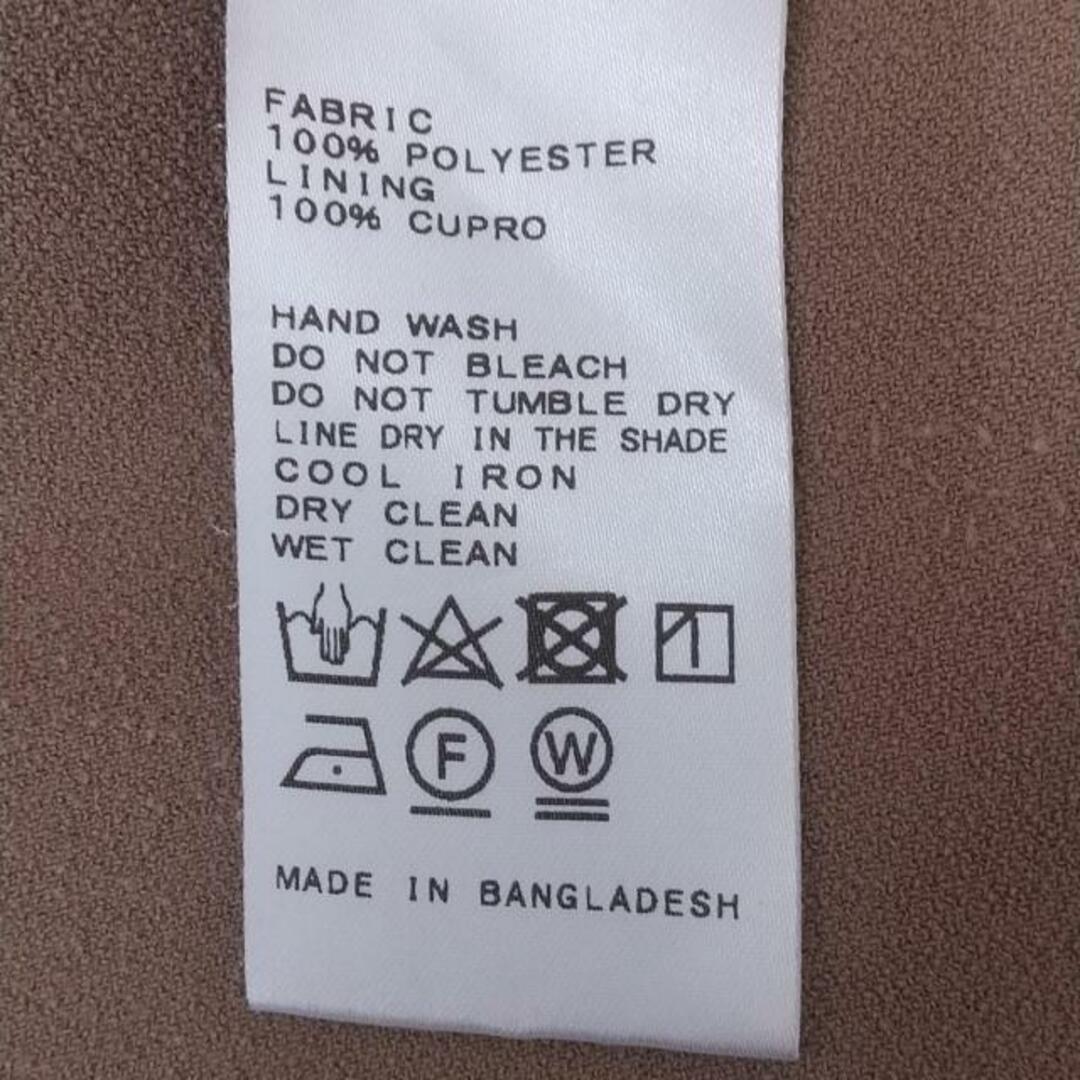 FABRIC
100% POLYESTER
LINING
100% CUPRO
HAND WASH
DO NOT BLEACH
DO NOT TUMBLE DRY
LINE DRY IN THE SHADE
COOL IRON
DRY CLEAN
WET CLEAN
F W
MADE IN BANGLADESH